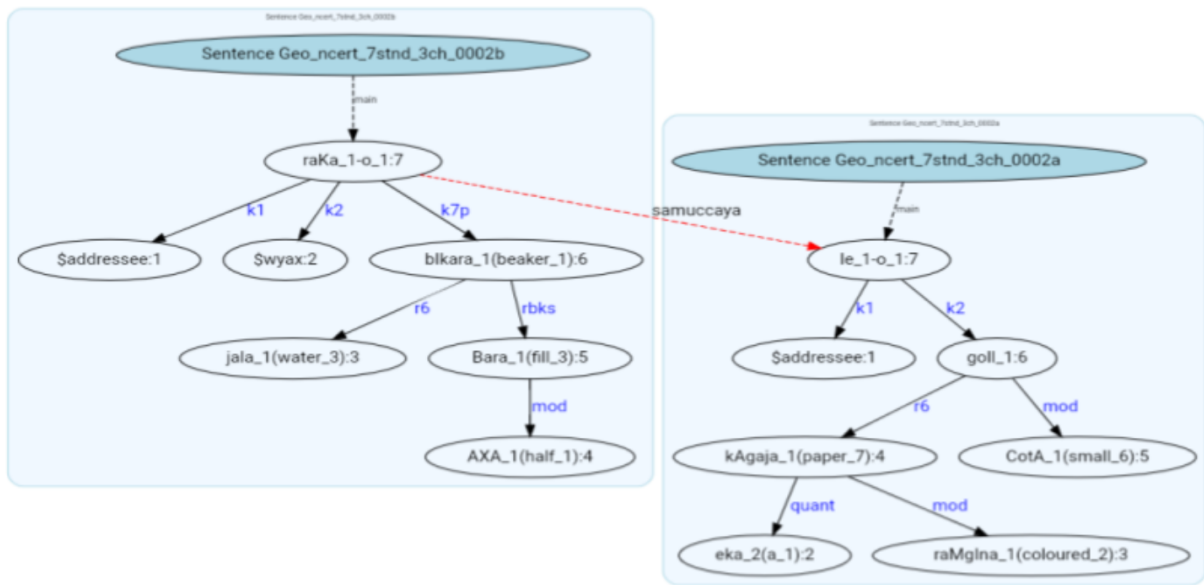 Sentence Geo_ncert_7stnd_3ch_0002b
Sentence Geo_ncert_7stnd_3ch_0002b
main
raKa_1-o_1:7
k1
k2
k7p
$addressee:1
$wyax:2
bIkara_1(beaker_1):6
r6
rbks
jala_1(water_3):3
Bara_1(fill_3):5
mod
AXA_1(half_1):4
samuccaya
Sentence Geo_ncert_7stnd_3ch_0002a
Sentence Geo_ncert_7stnd_3ch_0002a
main
le_1-o_1:7
k1
k2
$addressee:1
golI_1:6
r6
mod
kAgaja_1(paper_7):4
CotA_1(small_6):5
quant
mod
eka_2(a_1):2
raMgIna_1(coloured_2):3